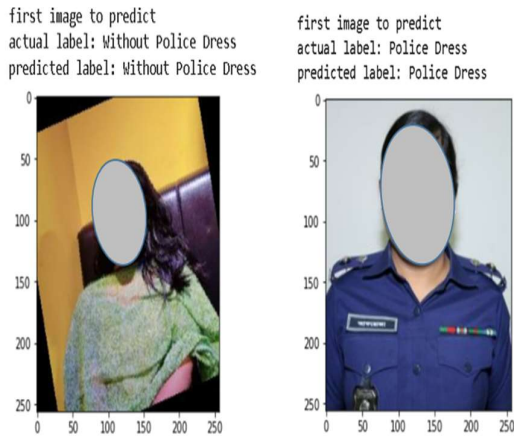 first image to predict
actual label: Without Police Dress
predicted label: Without Police Dress
0
50
100
150
200
250
0 50 100 150 200 250
first image to predict
actual label: Police Dress
predicted label: Police Dress
0
50
100
150
200
250
0 50 100 150 200 250